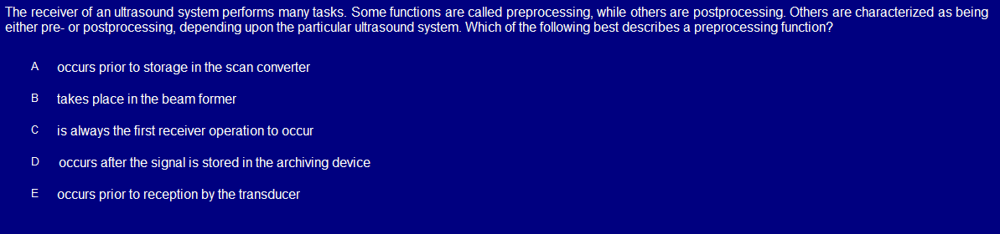 The receiver of an ultrasound system performs many tasks. Some functions are called preprocessing, while others are postprocessing. Others are characterized as being
either pre- or postprocessing, depending upon the particular ultrasound system. Which of the following best describes a preprocessing function?
A occurs prior to storage in the scan converter
B takes place in the beam former
C is always the first receiver operation to occur
D occurs after the signal is stored in the archiving device
E occurs prior to reception by the transducer